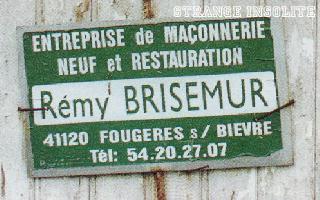 STRANGE INSOLITE
ENTREPRISE de MAÇONNERIE
NEUF et RESTAURATION
Rémy BRISEMUR
41120 FOUGERES s/ BIEVRE
Tél: 54.20.27.07